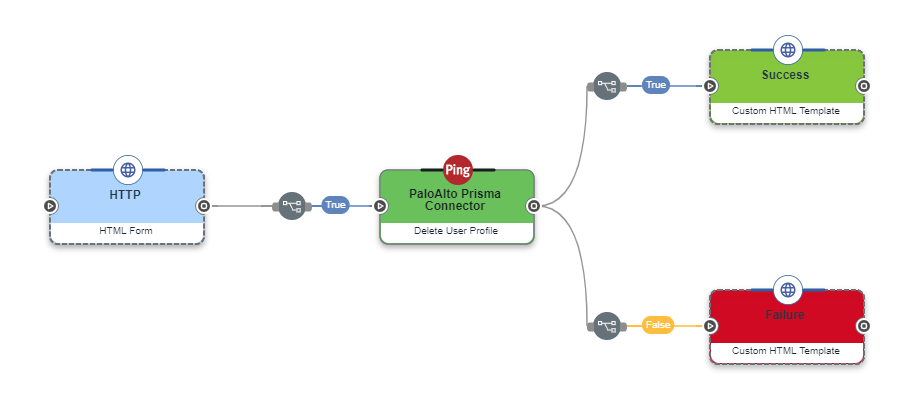 Success
True
Custom HTML Template
Ping
HTTP
PaloAlto Prisma
Connector
True
HTML Form
Delete User Profile
Failure
False
Custom HTML Template